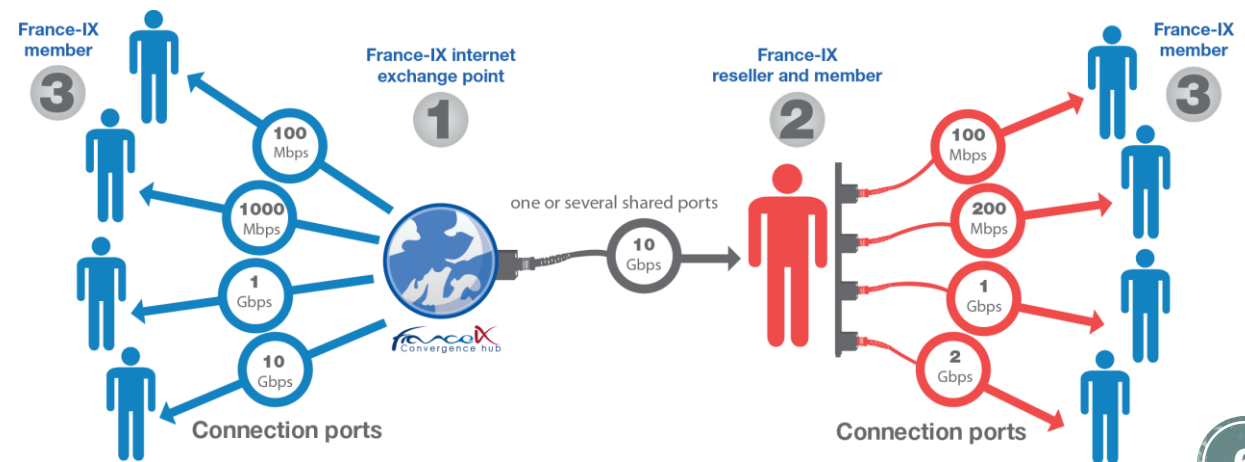 France-IX
member
3
France-IX internet
exchange point
1
France-IX
reseller and member
2
France-IX
member
3
100
Mbps
1000
Mbps
1
Gbps
10
Gbps
Connection ports
FranceIX
Convergence hub
one or several shared ports
10
Gbps
100
Mbps
200
Mbps
1
Gbps
2
Gbps
Connection ports